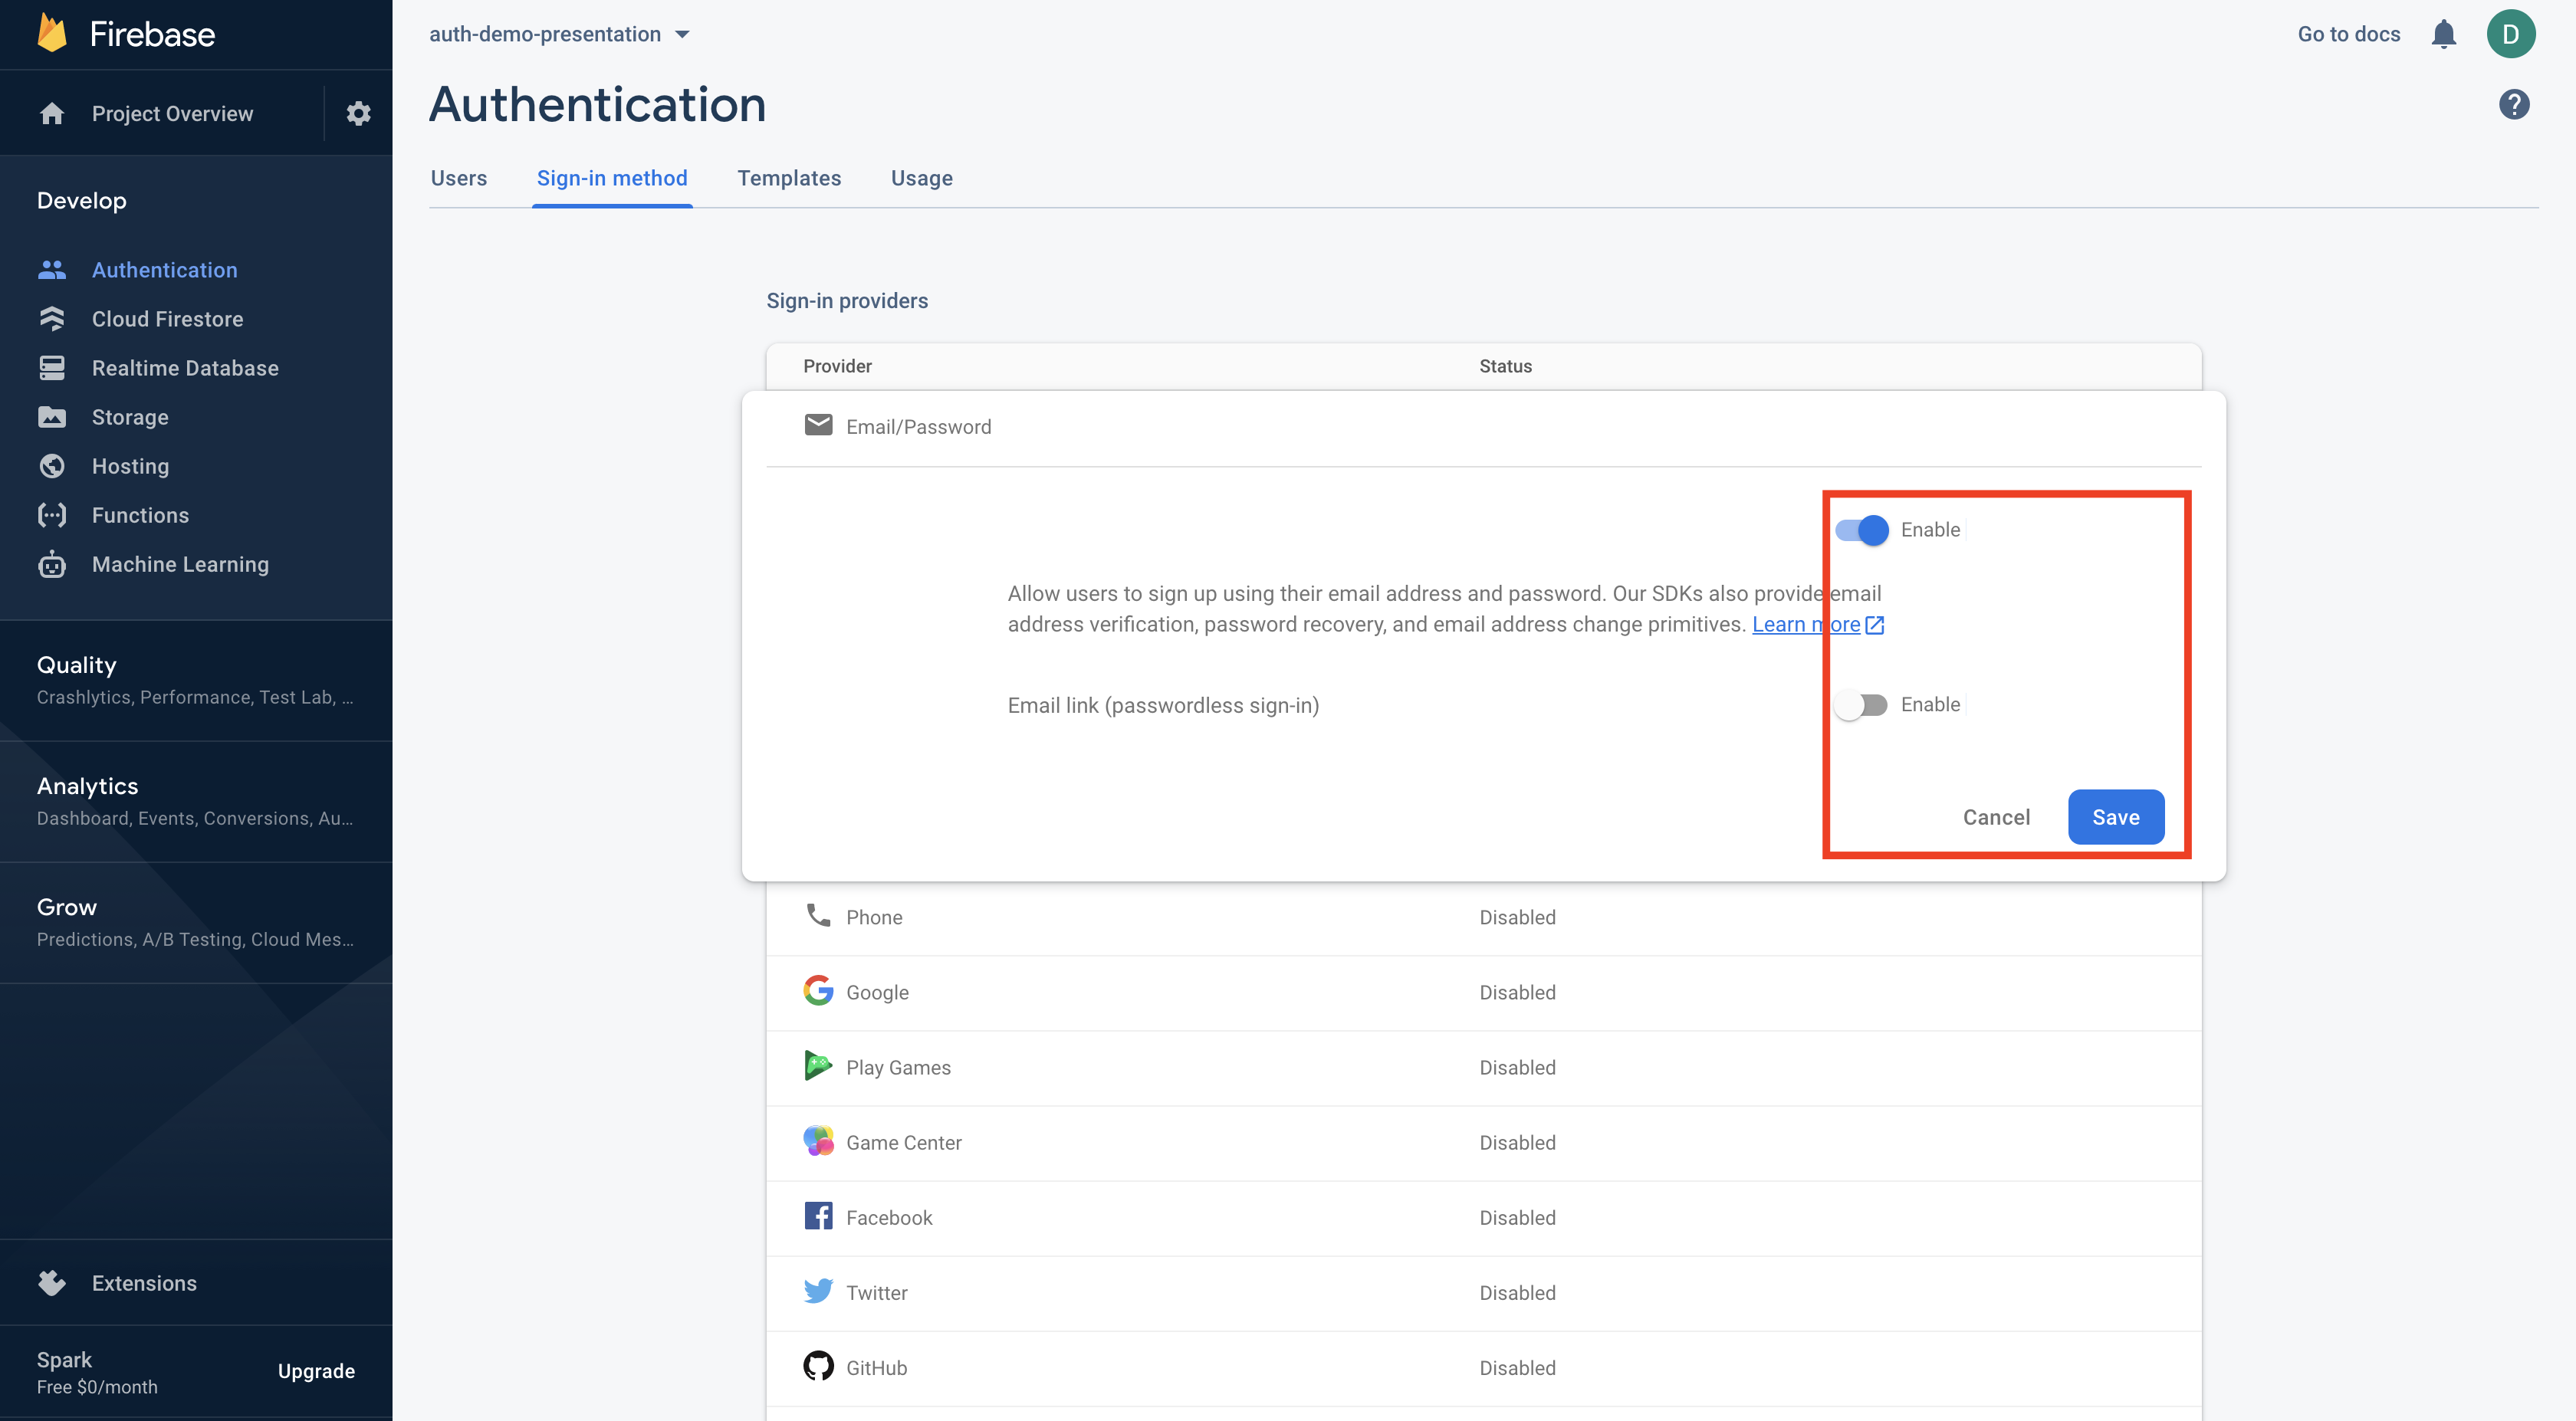 Firebase
Project Overview
Develop
Authentication
Cloud Firestore
Realtime Database
Storage
Hosting
Functions
Machine Learning
Quality
Crashlytics, Performance, Test Lab, ...
Analytics
Dashboard, Events, Conversions, Au...
Grow
Predictions, A/B Testing, Cloud Mes...
Extensions
Spark
Free $0/month
Upgrade
auth-demo-presentation
Go to docs
D
Authentication
?
Users Sign-in method Templates Usage
Sign-in providers
Provider Status
Email/Password
Enable
Allow users to sign up using their email address and password. Our SDKs also provide email
address verification, password recovery, and email address change primitives. Learn more
Email link (passwordless sign-in) Enable
Cancel Save
Phone Disabled
Google Disabled
Play Games Disabled
Game Center Disabled
Facebook Disabled
Twitter Disabled
GitHub Disabled